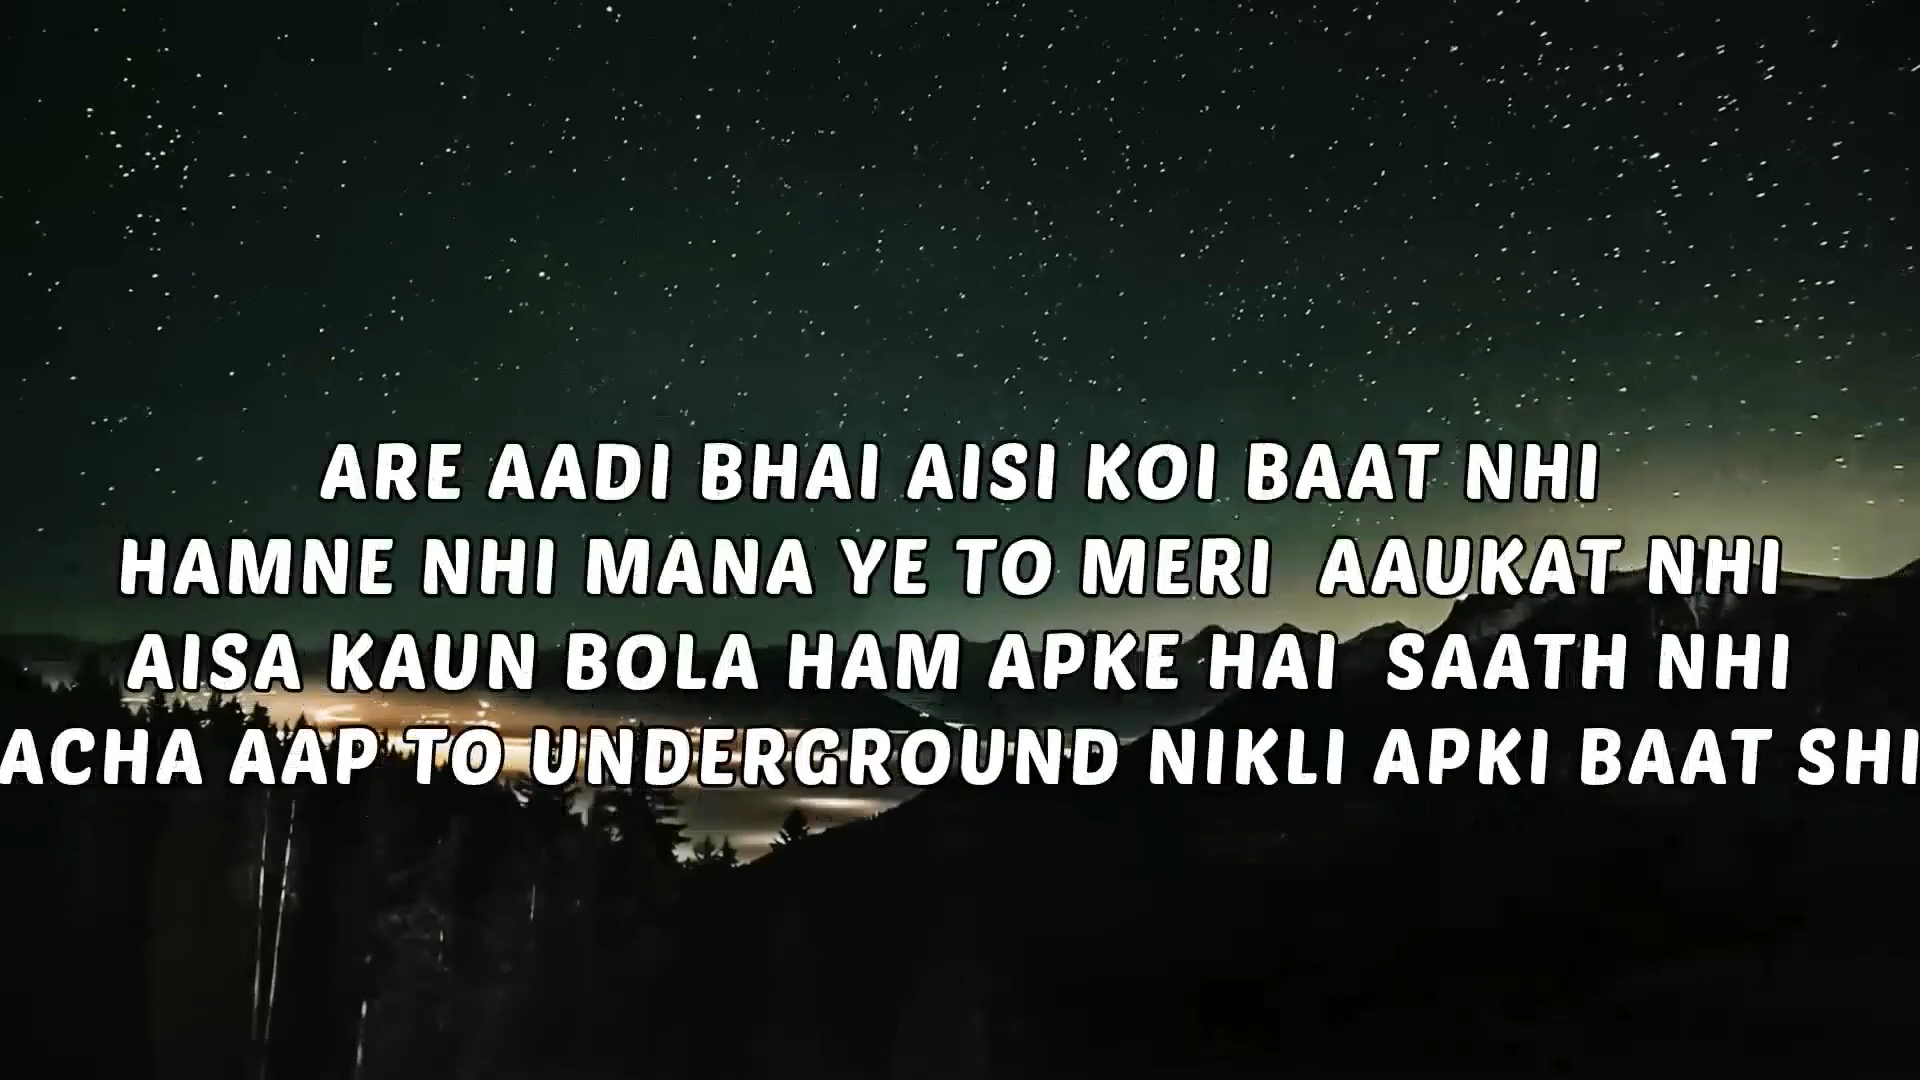 ARE AADI BHAI AISI KOI BAAT NHI
HAMNE NHI MANA YE TO MERI  AAUKAT NHI
AISA KAUN BOLA HAM APKE HAI  SAATH NHI
ACHA AAP TO UNDERGROUND NIKLI APKI BAAT SHI